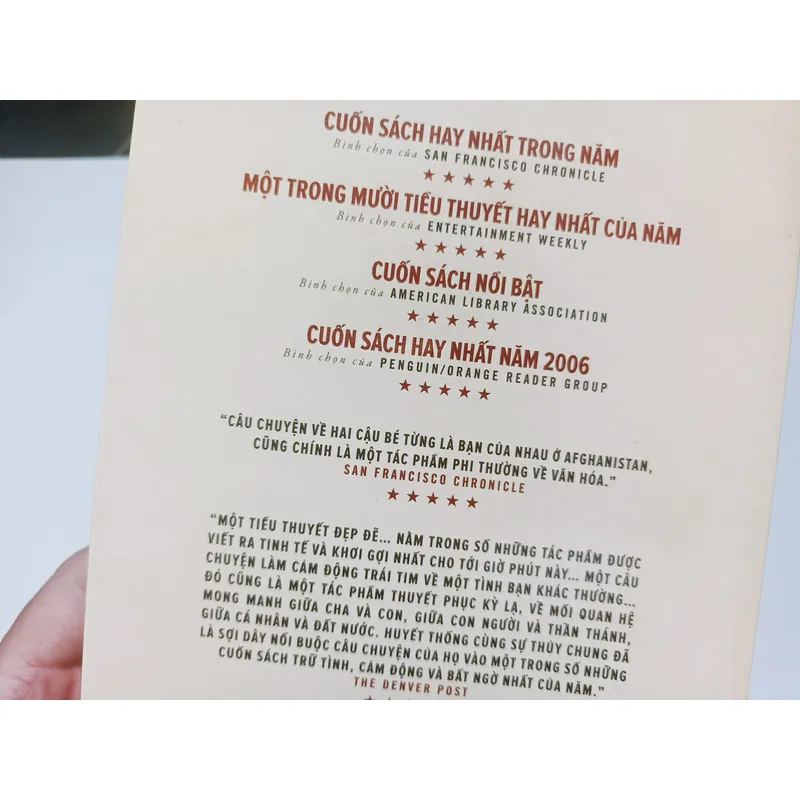 CUỐN SÁCH HAY NHẤT TRONG NĂM
Bình chọn của SAN FRANCISCO CHRONICLE
★ ★ ★ ★ ★
MỘT TRONG MƯỜI TIỂU THUYẾT HAY NHẤT CỦA NĂM
Bình chọn của ENTERTAINMENT WEEKLY
★ ★ ★ ★ ★
CUỐN SÁCH NỔI BẬT
Bình chọn của AMERICAN LIBRARY ASSOCIATION
★ ★ ★ ★ ★
CUỐN SÁCH HAY NHẤT NĂM 2006
Bình chọn của PENGUIN/ORANGE READER GROUP
★ ★ ★ ★ ★
“CÂU CHUYỆN VỀ HAI CẬU BÉ TỪNG LÀ BẠN CỦA NHAU Ở AFGHANISTAN,
CŨNG CHÍNH LÀ MỘT TÁC PHẨM PHI THƯỜNG VỀ VĂN HÓA.”
SAN FRANCISCO CHRONICLE
★ ★ ★ ★ ★
“MỘT TIỂU THUYẾT ĐẸP ĐẼ... NẰM TRONG SỐ NHỮNG TÁC PHẨM ĐƯỢC
VIẾT RA TINH TẾ VÀ KHƠI GỢI NHẤT CHO TỚI GIỜ PHÚT NÀY... MỘT CÂU
CHUYỆN LÀM CẢM ĐỘNG TRÁI TIM VỀ MỘT TÌNH BẠN KHÁC THƯỜNG...
ĐÓ CŨNG LÀ MỘT TÁC PHẨM THUYẾT PHỤC KỲ LẠ, VỀ MỐI QUAN HỆ
MONG MANH GIỮA CHA VÀ CON, GIỮA CON NGƯỜI VÀ THẦN THÁNH,
GIỮA CÁ NHÂN VÀ ĐẤT NƯỚC. HUYẾT THỐNG CÙNG SỰ THỦY CHUNG ĐÃ
LÀ SỢI DÂY NỐI BUỘC CÂU CHUYỆN CỦA HỌ VÀO MỘT TRONG SỐ NHỮNG
CUỐN SÁCH TRỮ TÌNH, CẢM ĐỘNG VÀ BẤT NGỜ NHẤT CỦA NĂM.”
THE DENVER POST